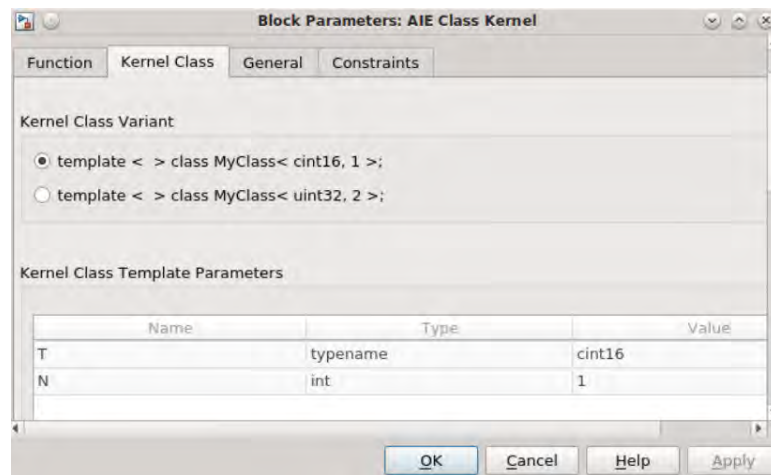 Block Parameters: AIE Class Kernel
Function Kernel Class General Constraints
Kernel Class Variant
template < > class MyClass< cint16, 1 >;
template < > class MyClass< uint32, 2 >;
Kernel Class Template Parameters
Name Type Value
T typename cint16
N int 1
OK Cancel Help Apply